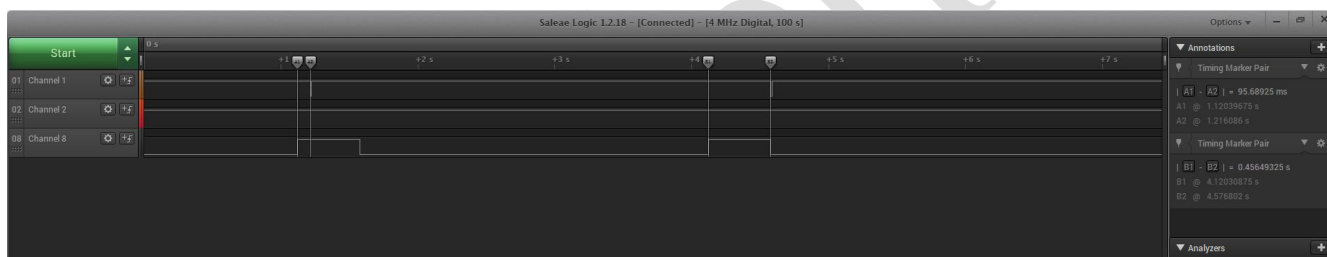 Saleae Logic 1.2.18 - [Connected] - [4 MHz Digital, 100 s]
Options
Start
0 s
+1
+2 s
+3 s
+4
+5 s
+6 s
+7 s
01 Channel 1
02 Channel 2
08 Channel 8
Annotations
Timing Marker Pair
| A1 - A2 | = 95.68925 ms
A1 @ 1.12039675 s
A2 @ 1.216086 s
Timing Marker Pair
| B1 - B2 | = 0.45649325 s
B1 @ 4.12030875 s
B2 @ 4.576802 s
Analyzers